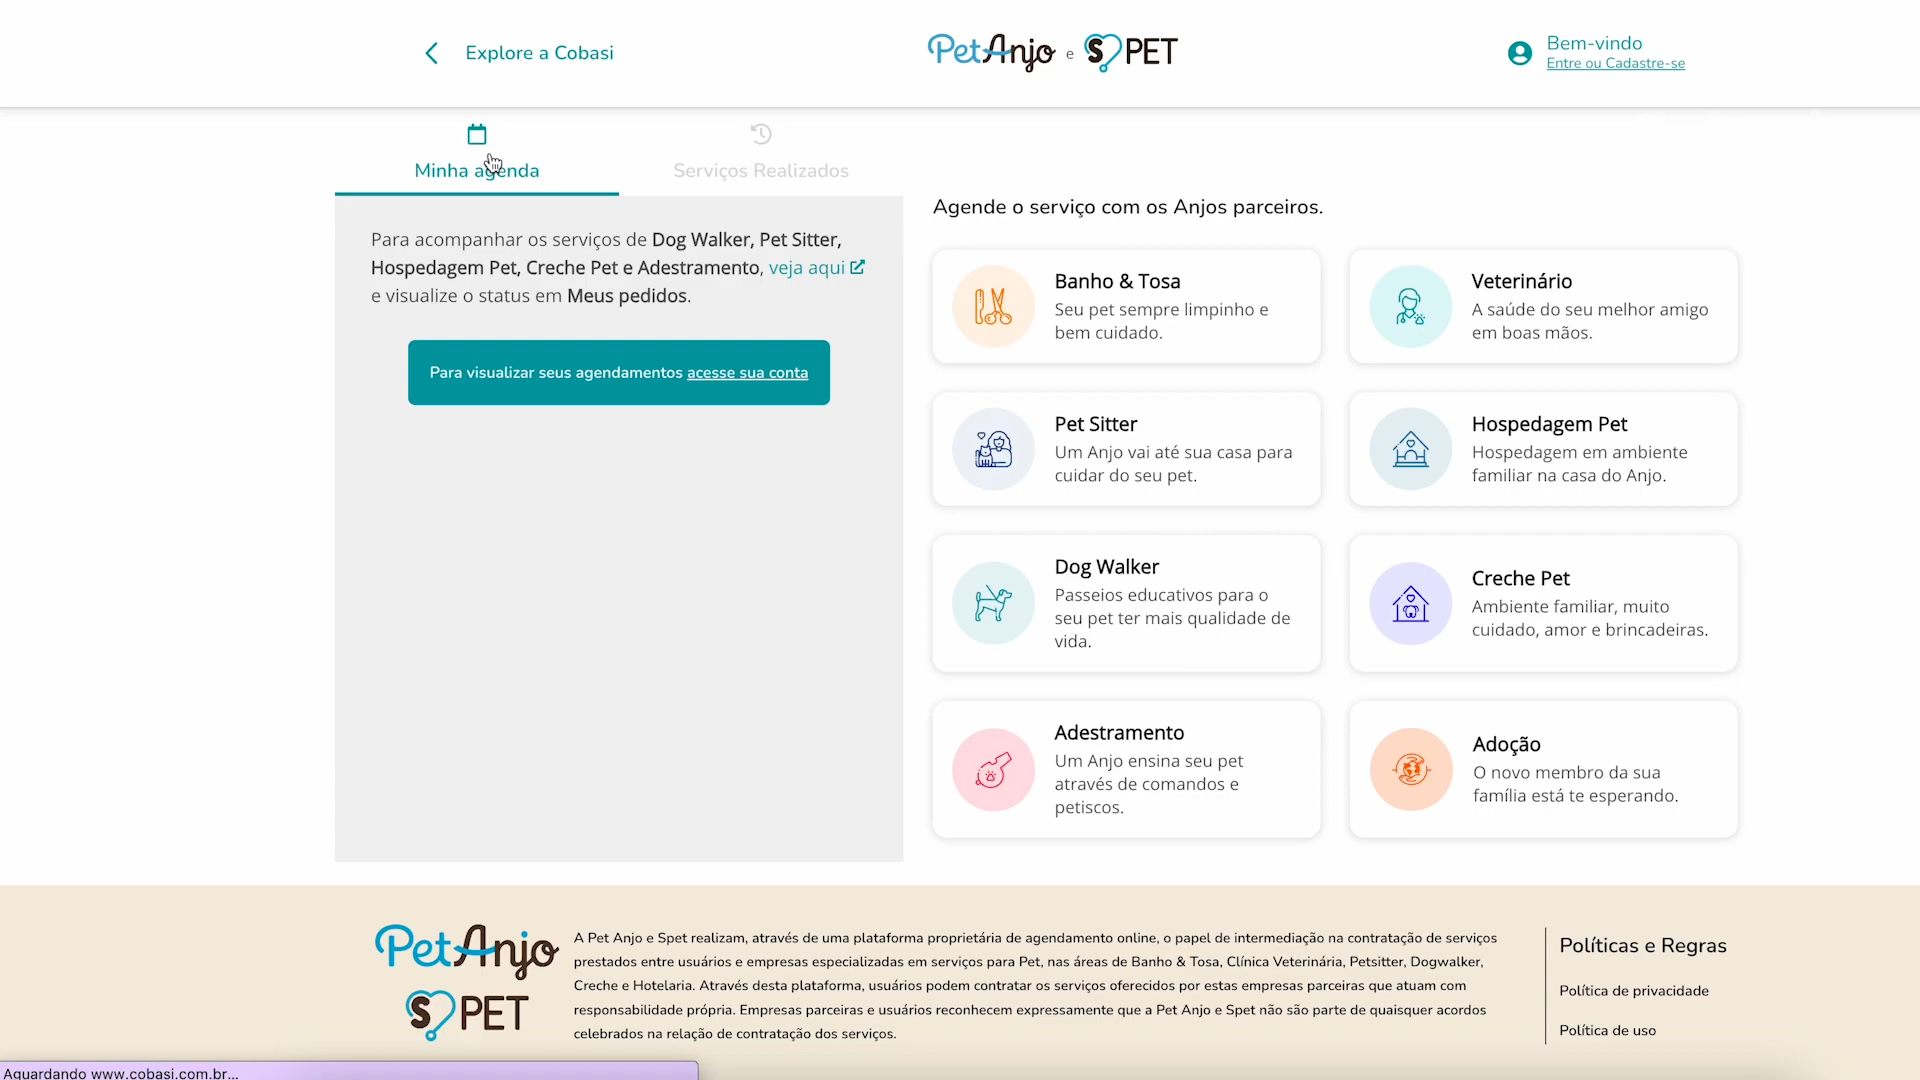 Explore a Cobasi
PetAnjo e SPET
Bem-vindo
Entre ou Cadastre-se
Minha agenda
Serviços Realizados
Para acompanhar os serviços de Dog Walker, Pet Sitter,
Hospedagem Pet, Creche Pet e Adestramento, veja aqui
e visualize o status em Meus pedidos.
Para visualizar seus agendamentos acesse sua conta
Agende o serviço com os Anjos parceiros.
Banho & Tosa
Seu pet sempre limpinho e
bem cuidado.
Veterinário
A saúde do seu melhor amigo
em boas mãos.
Pet Sitter
Um Anjo vai até sua casa para
cuidar do seu pet.
Hospedagem Pet
Hospedagem em ambiente
familiar na casa do Anjo.
Dog Walker
Passeios educativos para o
seu pet ter mais qualidade de
vida.
Creche Pet
Ambiente familiar, muito
cuidado, amor e brincadeiras.
Adestramento
Um Anjo ensina seu pet
através de comandos e
petiscos.
Adoção
O novo membro da sua
família está te esperando.
PetAnjo
SPET
A Pet Anjo e Spet realizam, através de uma plataforma proprietária de agendamento online, o papel de intermediação na contratação de serviços
prestados entre usuários e empresas especializadas em serviços para Pet, nas áreas de Banho & Tosa, Clínica Veterinária, Petsitter, Dogwalker,
Creche e Hotelaria. Através desta plataforma, usuários podem contratar os serviços oferecidos por estas empresas parceiras que atuam com
responsabilidade própria. Empresas parceiras e usuários reconhecem expressamente que a Pet Anjo e Spet não são parte de quaisquer acordos
celebrados na relação de contratação dos serviços.
Políticas e Regras
Política de privacidade
Política de uso
Aguardando www.cobasi.com.br...